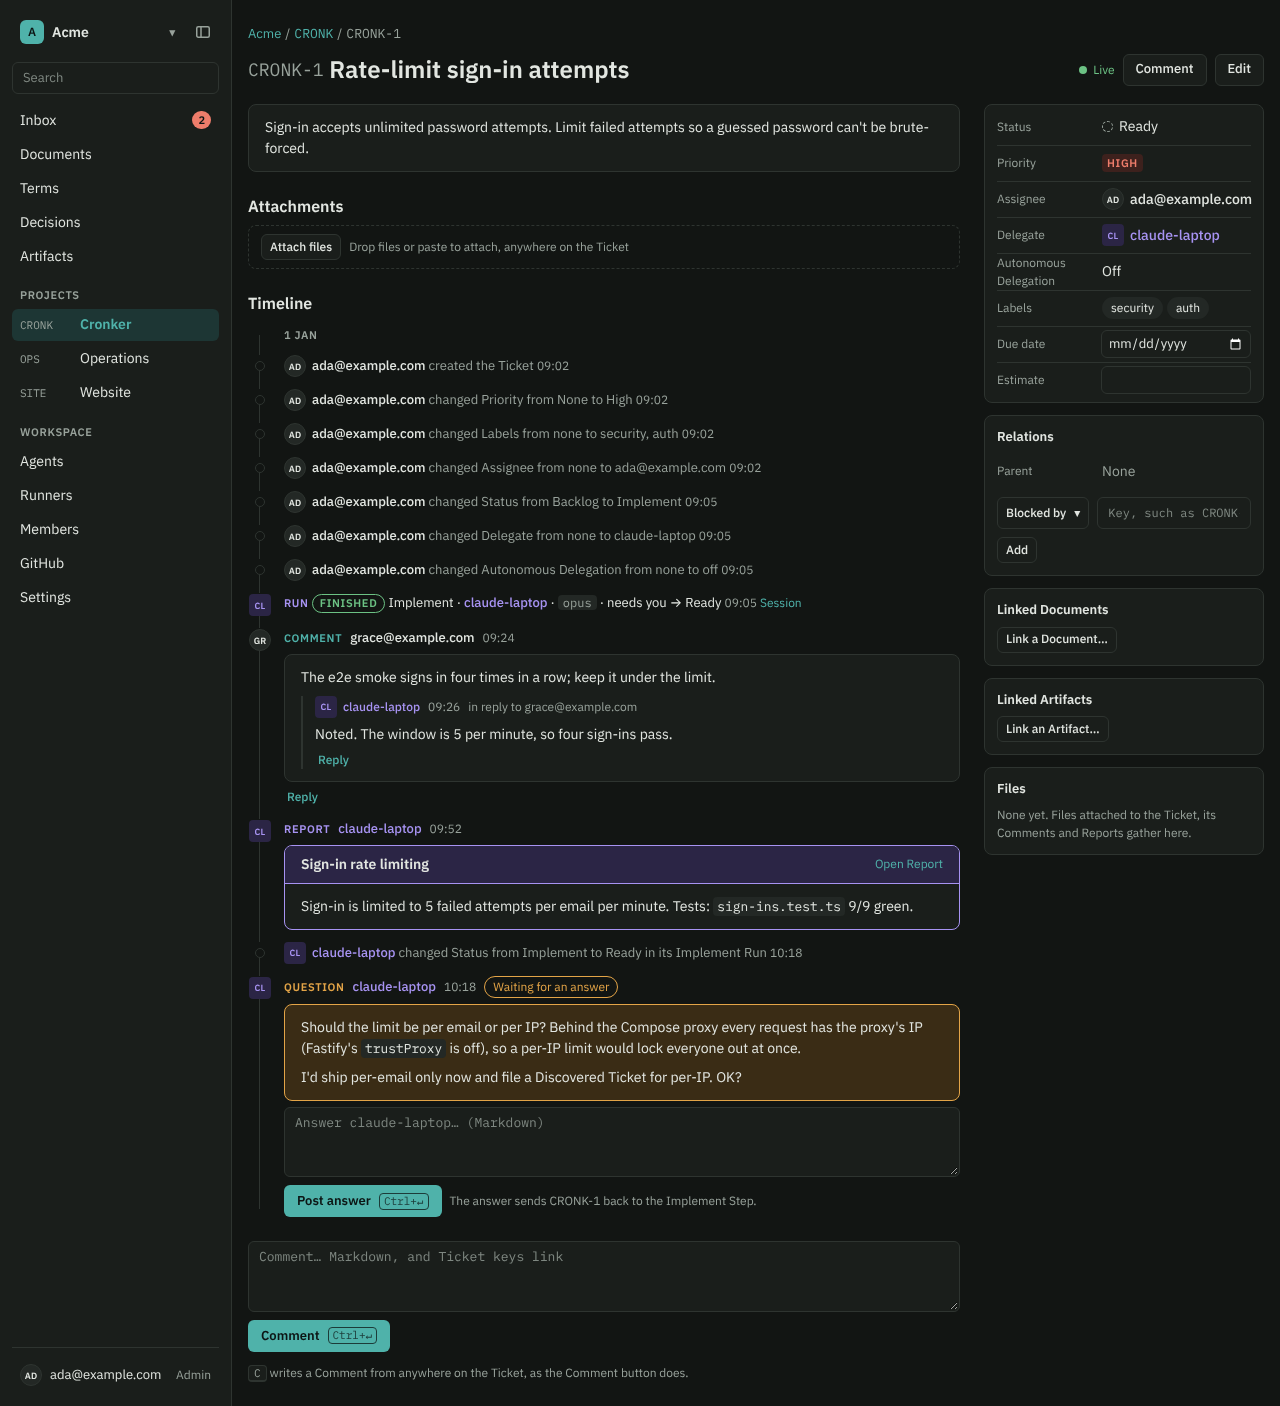 A Acme ▾
Search
Inbox 2
Documents
Terms
Decisions
Artifacts
PROJECTS
CRONK Cronker
OPS Operations
SITE Website
WORKSPACE
Agents
Runners
Members
GitHub
Settings
AD ada@example.com Admin
Acme / CRONK / CRONK-1
CRONK-1 Rate-limit sign-in attempts
Live Comment Edit
Sign-in accepts unlimited password attempts. Limit failed attempts so a guessed password can't be brute-
forced.
Attachments
Attach files Drop files or paste to attach, anywhere on the Ticket
Timeline
1 JAN
AD ada@example.com created the Ticket 09:02
AD ada@example.com changed Priority from None to High 09:02
AD ada@example.com changed Labels from none to security, auth 09:02
AD ada@example.com changed Assignee from none to ada@example.com 09:02
AD ada@example.com changed Status from Backlog to Implement 09:05
AD ada@example.com changed Delegate from none to claude-laptop 09:05
AD ada@example.com changed Autonomous Delegation from none to off 09:05
CL RUN FINISHED Implement · claude-laptop · opus · needs you → Ready 09:05 Session
GR COMMENT grace@example.com 09:24
The e2e smoke signs in four times in a row; keep it under the limit.
CL claude-laptop 09:26 in reply to grace@example.com
Noted. The window is 5 per minute, so four sign-ins pass.
Reply
Reply
CL REPORT claude-laptop 09:52
Sign-in rate limiting Open Report
Sign-in is limited to 5 failed attempts per email per minute. Tests: sign-ins.test.ts 9/9 green.
CL claude-laptop changed Status from Implement to Ready in its Implement Run 10:18
CL QUESTION claude-laptop 10:18 Waiting for an answer
Should the limit be per email or per IP? Behind the Compose proxy every request has the proxy's IP
(Fastify's trustProxy is off), so a per-IP limit would lock everyone out at once.
I'd ship per-email only now and file a Discovered Ticket for per-IP. OK?
Answer claude-laptop… (Markdown)
Post answer Ctrl+↵ The answer sends CRONK-1 back to the Implement Step.
Comment… Markdown, and Ticket keys link
Comment Ctrl+↵
C writes a Comment from anywhere on the Ticket, as the Comment button does.
Status Ready
Priority HIGH
Assignee AD ada@example.com
Delegate CL claude-laptop
Autonomous
Delegation Off
Labels security auth
Due date mm/dd/yyyy
Estimate
Relations
Parent None
Blocked by ▾ Key, such as CRONK
Add
Linked Documents
Link a Document…
Linked Artifacts
Link an Artifact…
Files
None yet. Files attached to the Ticket, its
Comments and Reports gather here.